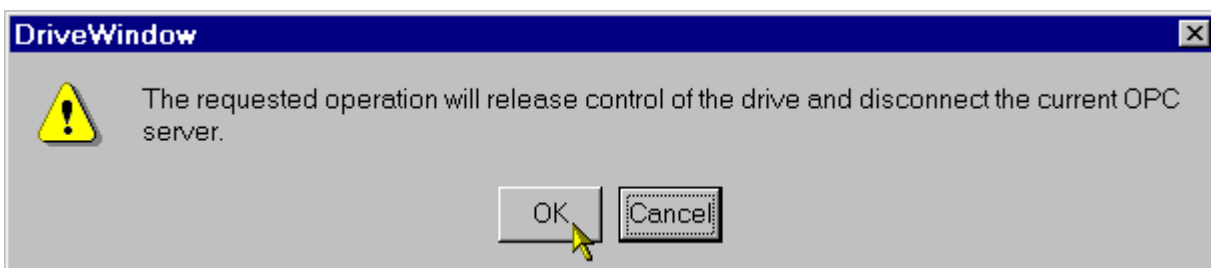 DriveWindow
The requested operation will release control of the drive and disconnect the current OPC
server.
OK
Cancel